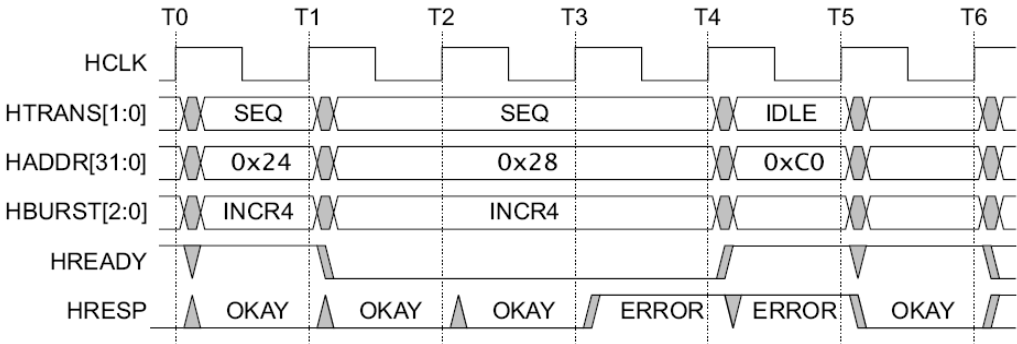 T0 T1 T2 T3 T4 T5 T6
HCLK
HTRANS[1:0] SEQ SEQ IDLE
HADDR[31:0] 0x24 0x28 0xC0
HBURST[2:0] INCR4 INCR4
HREADY
HRESP OKAY OKAY OKAY ERROR ERROR OKAY